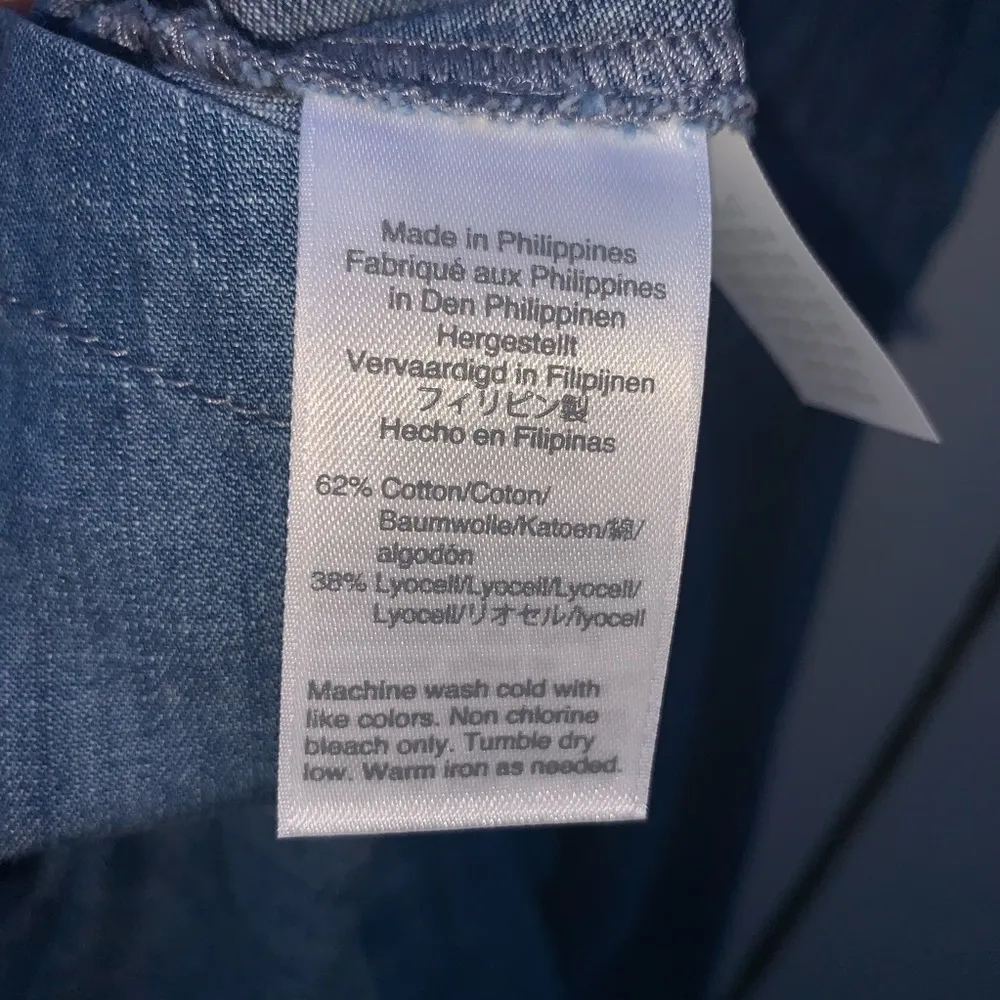 Made in Philippines
Fabriqué aux Philippines
in Den Philippinen
Hergestellt
Vervaardigd in Filipijnen
フィリピン製
Hecho en Filipinas
62% Cotton/Coton/
Baumwolle/Katoen/綿/
algodón
38% Lyocell/Lyocell/Lyocell/
Lyocell/リオセル/lyocell
Machine wash cold with
like colors. Non chlorine
bleach only. Tumble dry
low. Warm iron as needed.